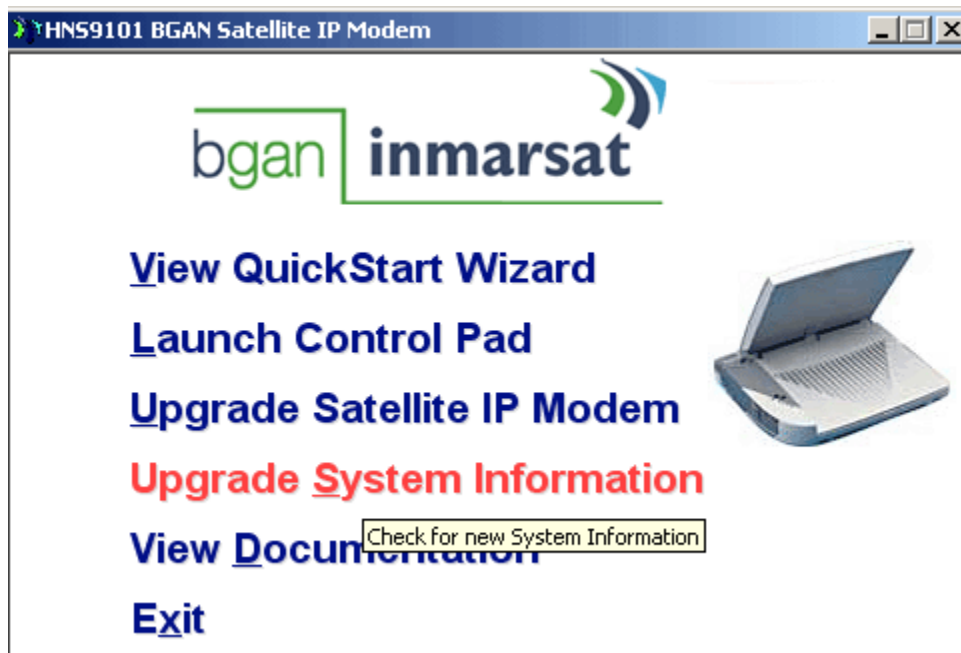 HNS9101 BGAN Satellite IP Modem
bgan inmarsat
View QuickStart Wizard
Launch Control Pad
Upgrade Satellite IP Modem
Upgrade System Information
Check for new System Information
View Documentation
Exit